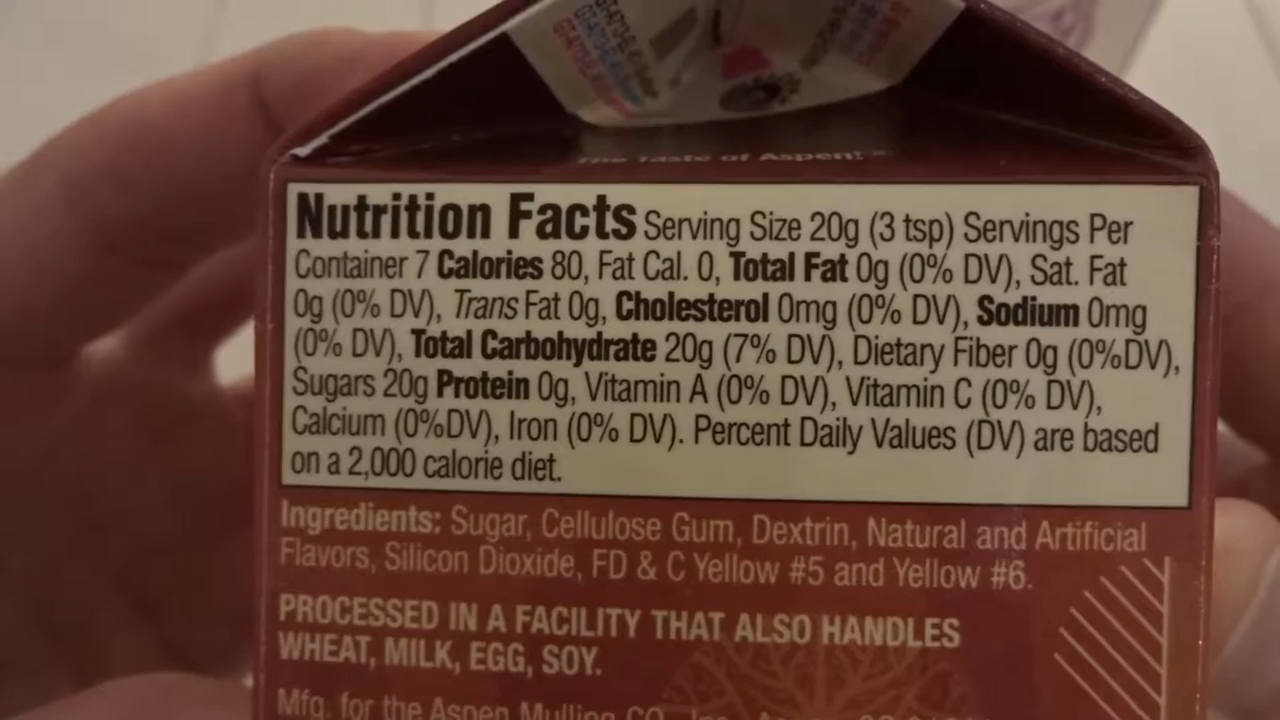 The Taste of Aspen!
Nutrition Facts Serving Size 20g (3 tsp) Servings Per
Container 7 Calories 80, Fat Cal. 0, Total Fat 0g (0% DV), Sat. Fat
0g (0% DV), Trans Fat 0g, Cholesterol 0mg (0% DV), Sodium 0mg
(0% DV), Total Carbohydrate 20g (7% DV), Dietary Fiber 0g (0%DV),
Sugars 20g Protein 0g, Vitamin A (0% DV), Vitamin C (0% DV),
Calcium (0%DV), Iron (0% DV). Percent Daily Values (DV) are based
on a 2,000 calorie diet.
Ingredients: Sugar, Cellulose Gum, Dextrin, Natural and Artificial
Flavors, Silicon Dioxide, FD & C Yellow #5 and Yellow #6.
PROCESSED IN A FACILITY THAT ALSO HANDLES
WHEAT, MILK, EGG, SOY.
Mfg. for the Aspen Mulling CO